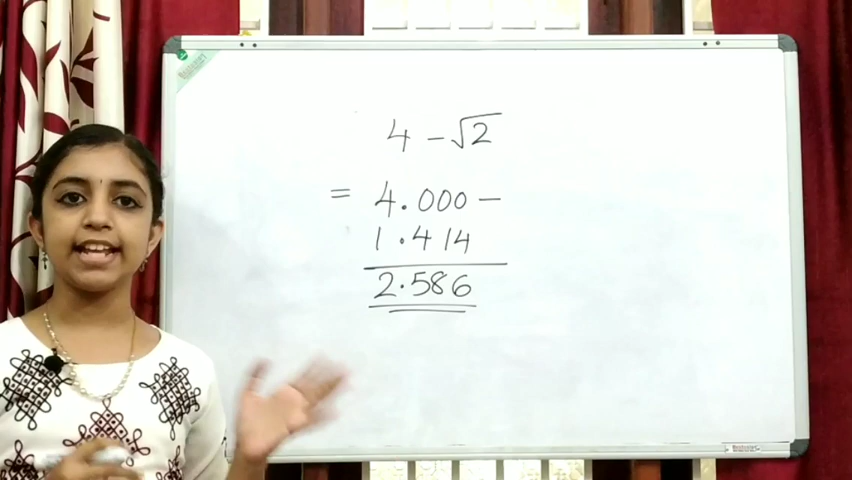 4 - √2
= 4.000 -
1.414
2.586